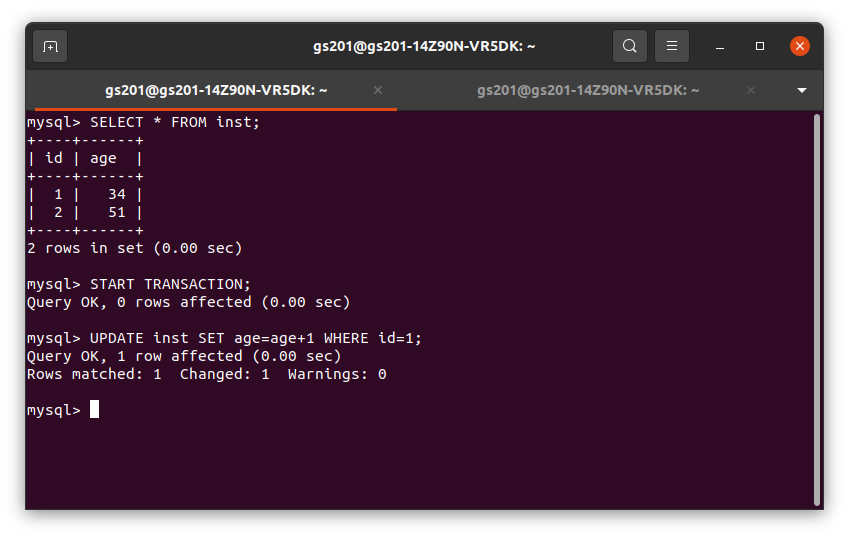 gs201@gs201-14Z90N-VR5DK: ~
gs201@gs201-14Z90N-VR5DK: ~
gs201@gs201-14Z90N-VR5DK: ~
mysql> SELECT * FROM inst;
+----+------+
| id | age  |
+----+------+
|  1 |   34 |
|  2 |   51 |
+----+------+
2 rows in set (0.00 sec)
mysql> START TRANSACTION;
Query OK, 0 rows affected (0.00 sec)
mysql> UPDATE inst SET age=age+1 WHERE id=1;
Query OK, 1 row affected (0.00 sec)
Rows matched: 1  Changed: 1  Warnings: 0
mysql>